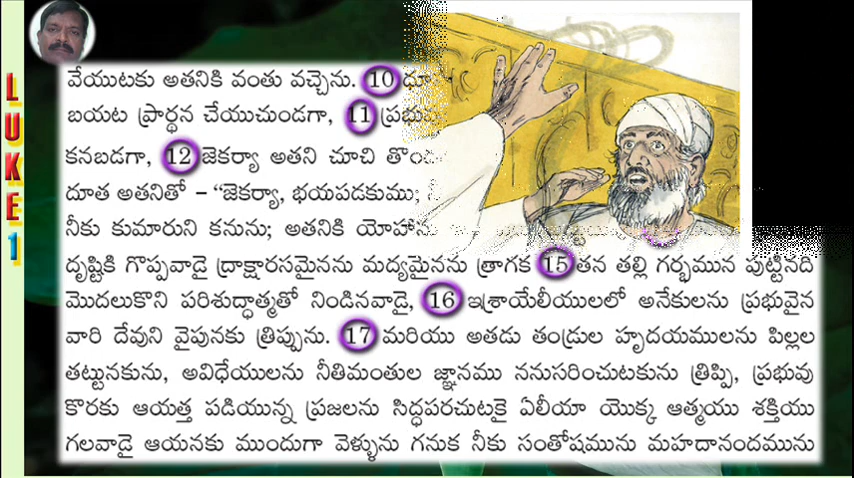 LUKE 1
వేయుటకు అతనికి వంతు వచ్చెను. 10
బయట ప్రార్థన చేయుచుండగా, 11
కనబడగా, 12 జెకర్యా అతని చూచి
దూత అతనితో – “జెకర్యా, భయపడకుము;
నీకు కుమారుని కనును; అతనికి
దృష్టికి గొప్పవాడై ద్రాక్షారసమైనను మద్యమైనను త్రాగక 15 తన తల్లి గర్భమున పుట్టినది
మొదలుకొని పరిశుద్ధాత్మతో నిండినవాడై, 16 ఇశ్రాయేలీయులలో అనేకులను ప్రభువైన
వారి దేవుని వైపునకు త్రిప్పును. 17 మరియు అతడు తండ్రుల హృదయములను పిల్లల
తట్టునకును, అవిధేయులను నీతిమంతుల జ్ఞానము ననుసరించుటకును త్రిప్పి, ప్రభువు
కొరకు ఆయత్త పడియున్న ప్రజలను సిద్ధపరచుటకై ఏలీయా యొక్క ఆత్మయు శక్తియు
గలవాడై ఆయనకు ముందుగా వెళ్ళును గనుక నీకు సంతోషమును మహదానందమును